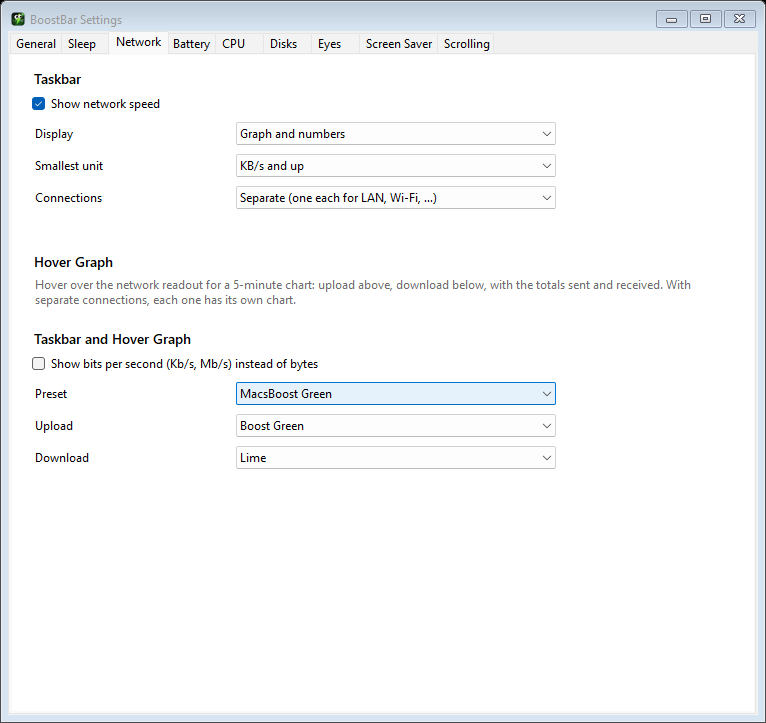 BoostBar Settings
General Sleep Network Battery CPU Disks Eyes Screen Saver Scrolling
Taskbar
Show network speed
Display Graph and numbers
Smallest unit KB/s and up
Connections Separate (one each for LAN, Wi-Fi, ...)
Hover Graph
Hover over the network readout for a 5-minute chart: upload above, download below, with the totals sent and received. With
separate connections, each one has its own chart.
Taskbar and Hover Graph
Show bits per second (Kb/s, Mb/s) instead of bytes
Preset MacsBoost Green
Upload Boost Green
Download Lime